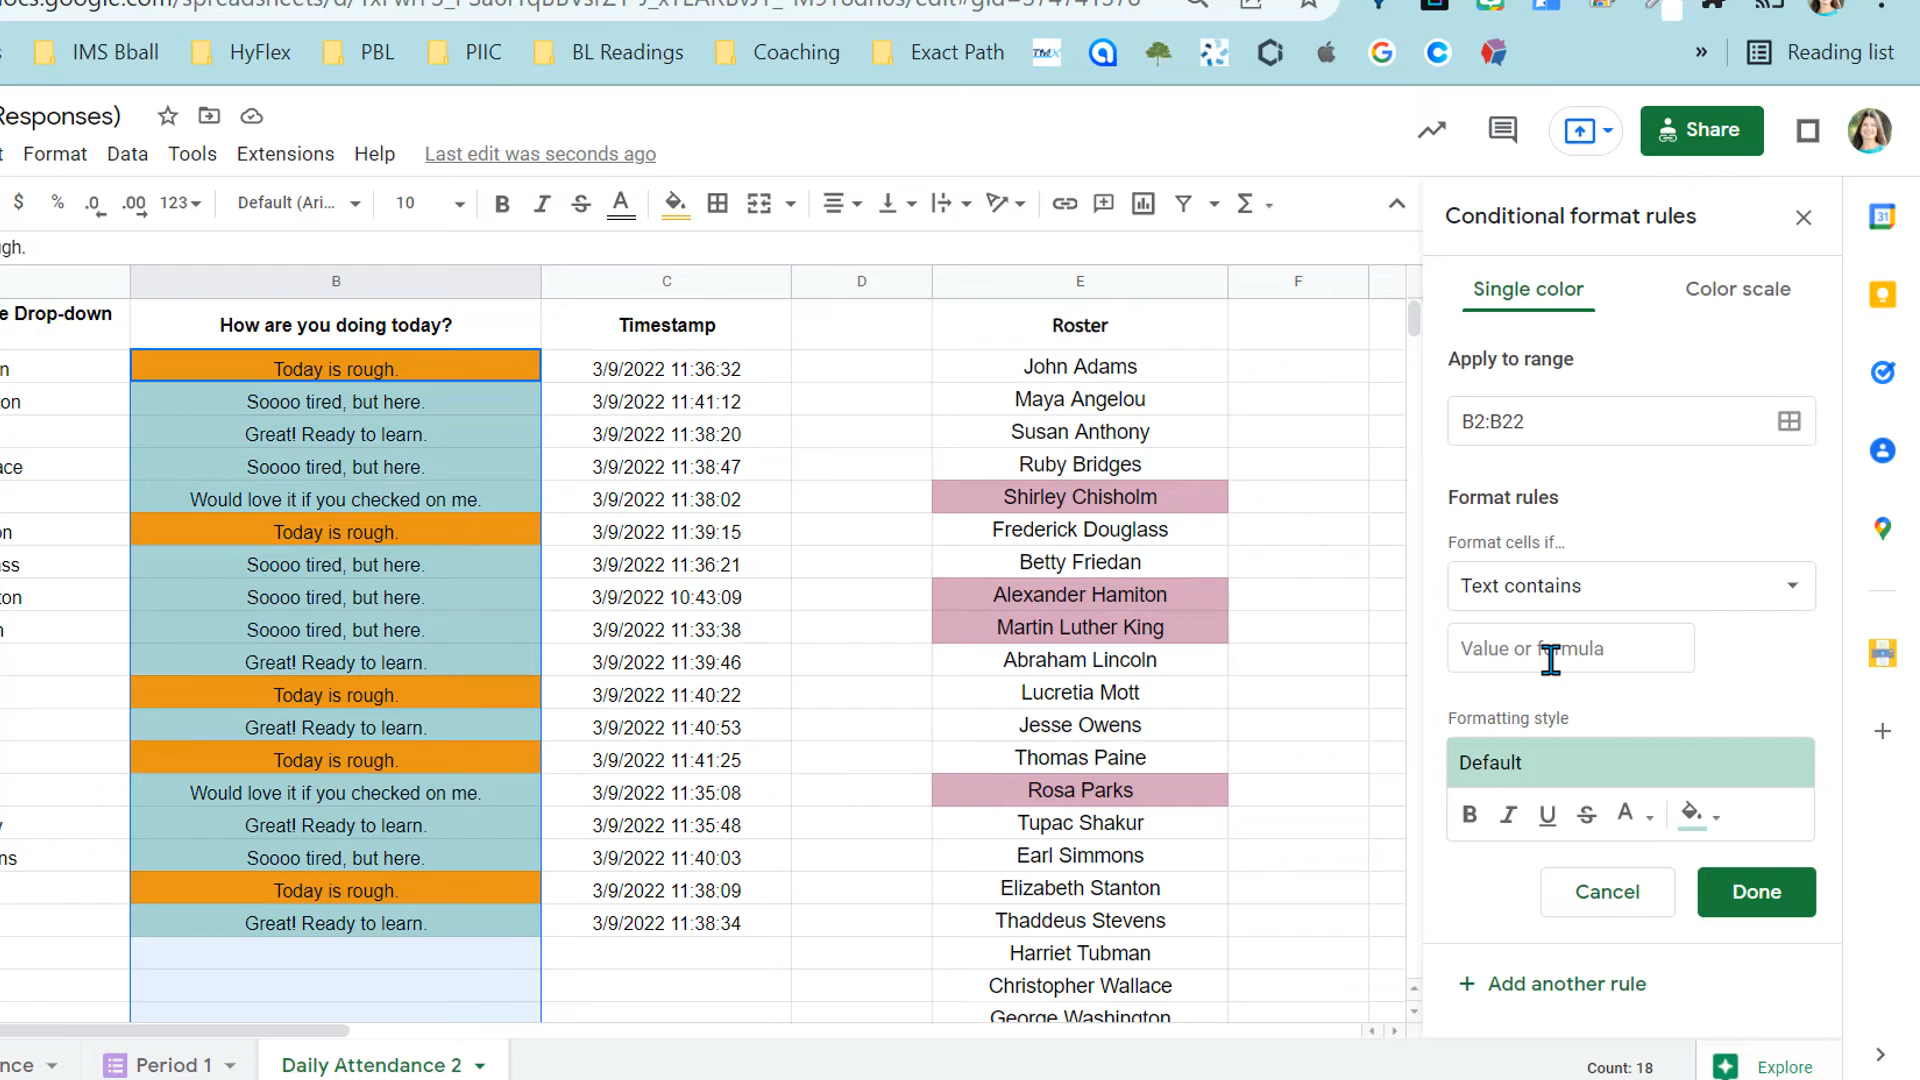 IMS Bball HyFlex PBL PIIC BL Readings Coaching Exact Path TMX » Reading list
Responses)
Format Data Tools Extensions Help Last edit was seconds ago
Share
$ % .0 .00 123 Default (Ari... 10 B I S A Σ
gh.
B C D E F
e Drop-down How are you doing today? Timestamp Roster
n Today is rough. 3/9/2022 11:36:32 John Adams
ton Soooo tired, but here. 3/9/2022 11:41:12 Maya Angelou
Great! Ready to learn. 3/9/2022 11:38:20 Susan Anthony
ace Soooo tired, but here. 3/9/2022 11:38:47 Ruby Bridges
Would love it if you checked on me. 3/9/2022 11:38:02 Shirley Chisholm
on Today is rough. 3/9/2022 11:39:15 Frederick Douglass
ss Soooo tired, but here. 3/9/2022 11:36:21 Betty Friedan
ton Soooo tired, but here. 3/9/2022 10:43:09 Alexander Hamiton
n Soooo tired, but here. 3/9/2022 11:33:38 Martin Luther King
Great! Ready to learn. 3/9/2022 11:39:46 Abraham Lincoln
Today is rough. 3/9/2022 11:40:22 Lucretia Mott
Great! Ready to learn. 3/9/2022 11:40:53 Jesse Owens
Today is rough. 3/9/2022 11:41:25 Thomas Paine
Would love it if you checked on me. 3/9/2022 11:35:08 Rosa Parks
y Great! Ready to learn. 3/9/2022 11:35:48 Tupac Shakur
ns Soooo tired, but here. 3/9/2022 11:40:03 Earl Simmons
Today is rough. 3/9/2022 11:38:09 Elizabeth Stanton
Great! Ready to learn. 3/9/2022 11:38:34 Thaddeus Stevens
Harriet Tubman
Christopher Wallace
George Washington
nce Period 1 Daily Attendance 2 Count: 18 Explore
Conditional format rules
Single color Color scale
Apply to range
B2:B22
Format rules
Format cells if…
Text contains
Value or formula
Formatting style
Default
B I U S A
Cancel Done
+ Add another rule
31